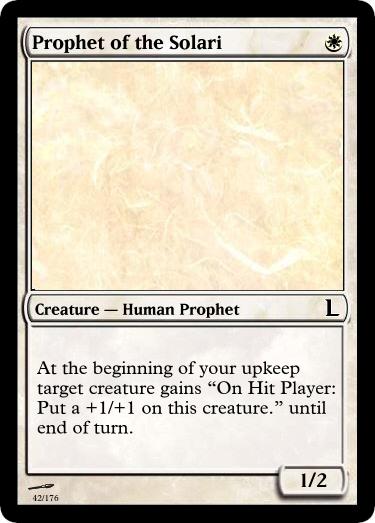 Prophet of the Solari
Creature — Human Prophet L
At the beginning of your upkeep
target creature gains “On Hit Player:
Put a +1/+1 on this creature.” until
end of turn.
1/2
42/176